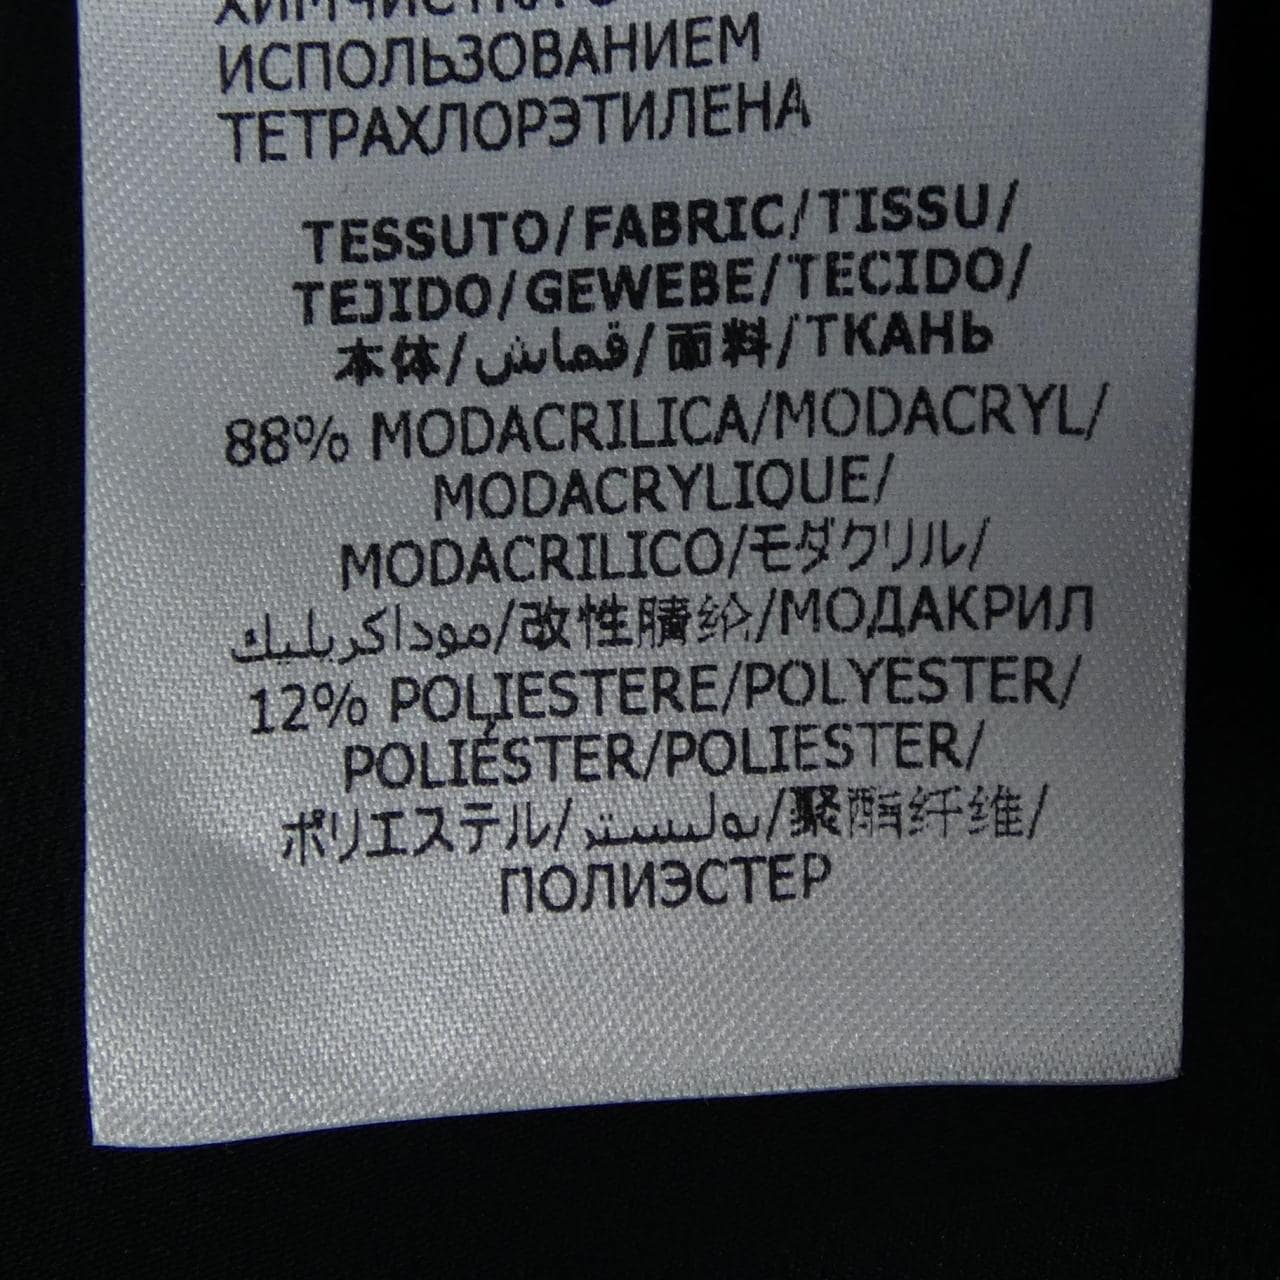 ХИМЧИСТКА С
ИСПОЛЬЗОВАНИЕМ
ТЕТРАХЛОРЭТИЛЕНА
TESSUTO/FABRIC/TISSU/
TEJIDO/GEWEBE/TECIDO/
本体/قماش/面料/ТКАНЬ
88% MODACRILICA/MODACRYL/
MODACRYLIQUE/
MODACRILICO/モダクリル/
موداكريليك/改性腈纶/МОДАКРИЛ
12% POLIESTERE/POLYESTER/
POLIÉSTER/POLIESTER/
ポリエステル/بوليستر/聚酯纤维/
ПОЛИЭСТЕР